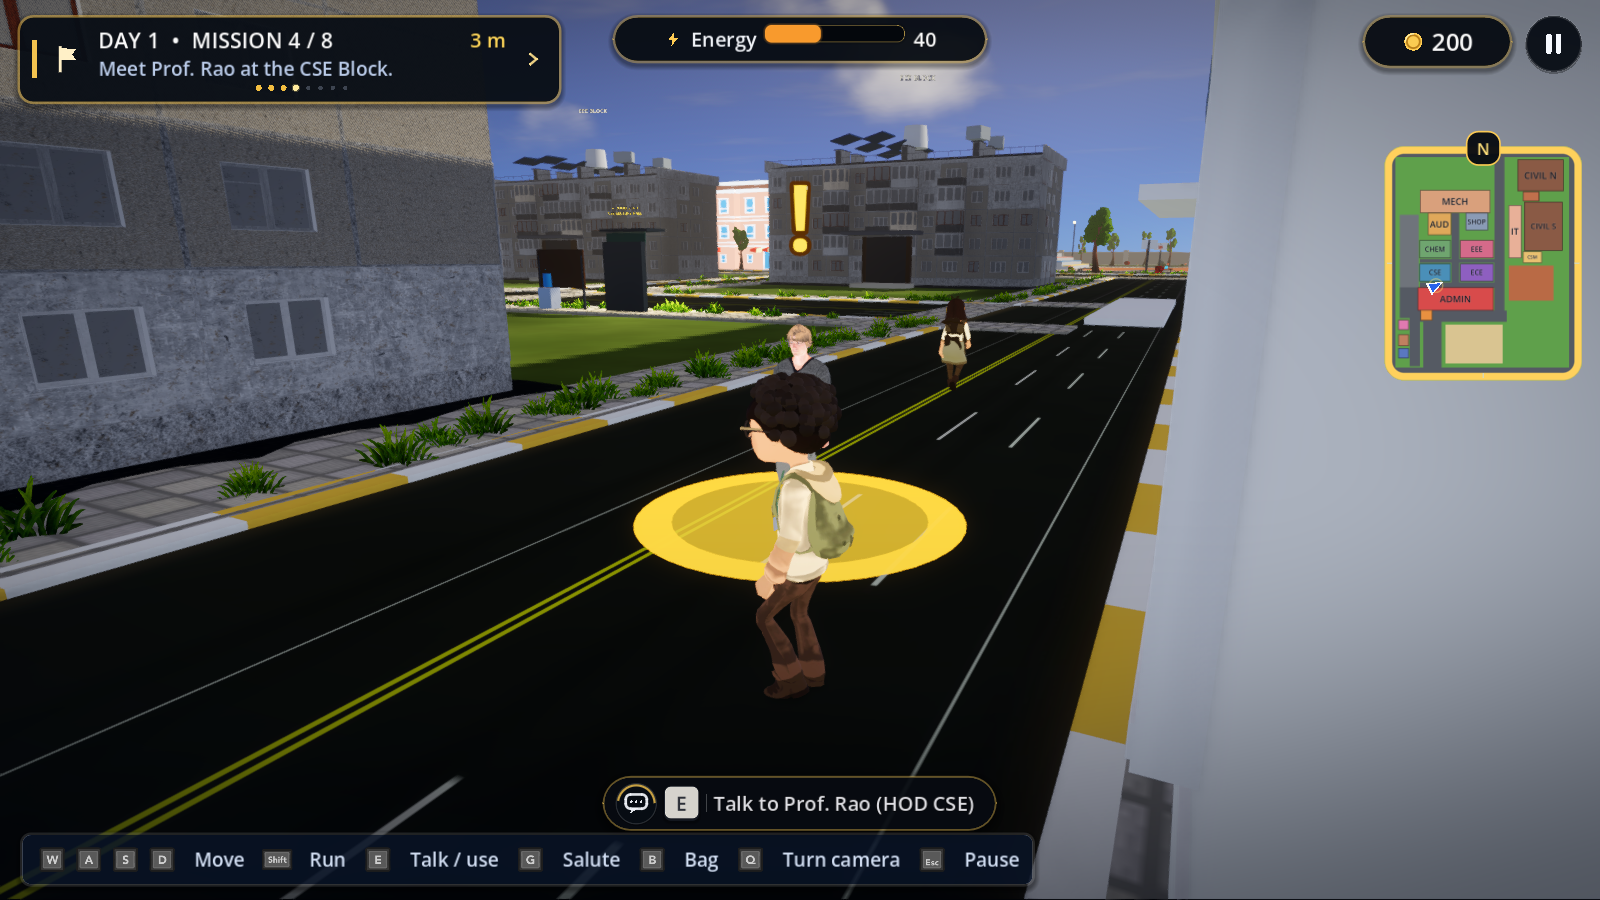 DAY 1 • MISSION 4 / 8
3 m
Meet Prof. Rao at the CSE Block.
Energy
40
200
N
CIVIL N
MECH
AUD
SHOP
IT
CIVIL S
CHEM
EEE
COW
CSE
ECE
ADMIN
E Talk to Prof. Rao (HOD CSE)
W A S D Move Shift Run E Talk / use G Salute B Bag Q Turn camera Esc Pause